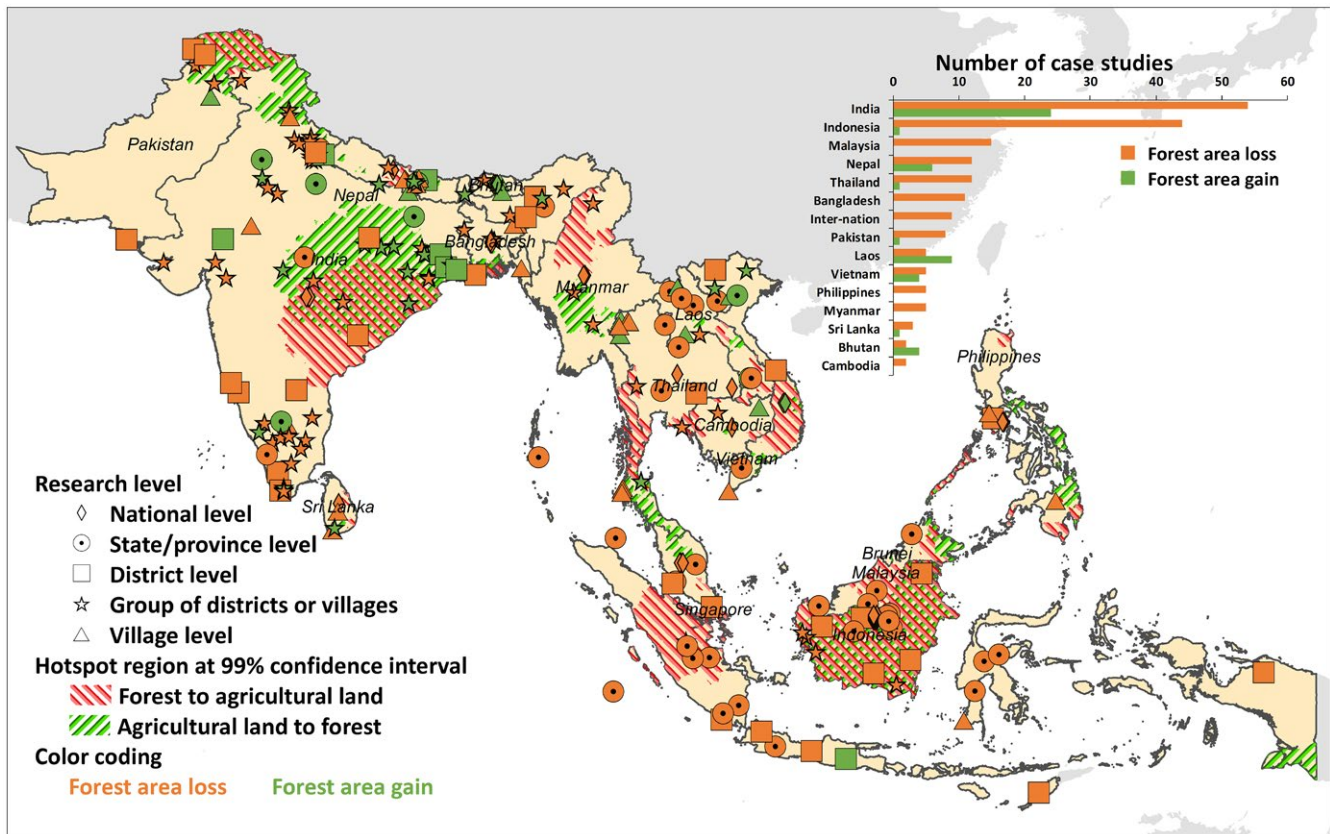 Number of case studies
0 10 20 30 40 50 60
India
Indonesia
Malaysia
Nepal
Thailand
Bangladesh
Inter-nation
Pakistan
Laos
Vietnam
Philippines
Myanmar
Sri Lanka
Bhutan
Cambodia
Forest area loss
Forest area gain
Pakistan
Nepal
Bhutan
Bangladesh
India
Myanmar
Laos
Thailand
Cambodia
Vietnam
Philippines
Sri Lanka
Brunei
Malaysia
Singapore
Indonesia
Research level
National level
State/province level
District level
Group of districts or villages
Village level
Hotspot region at 99% confidence interval
Forest to agricultural land
Agricultural land to forest
Color coding
Forest area loss Forest area gain